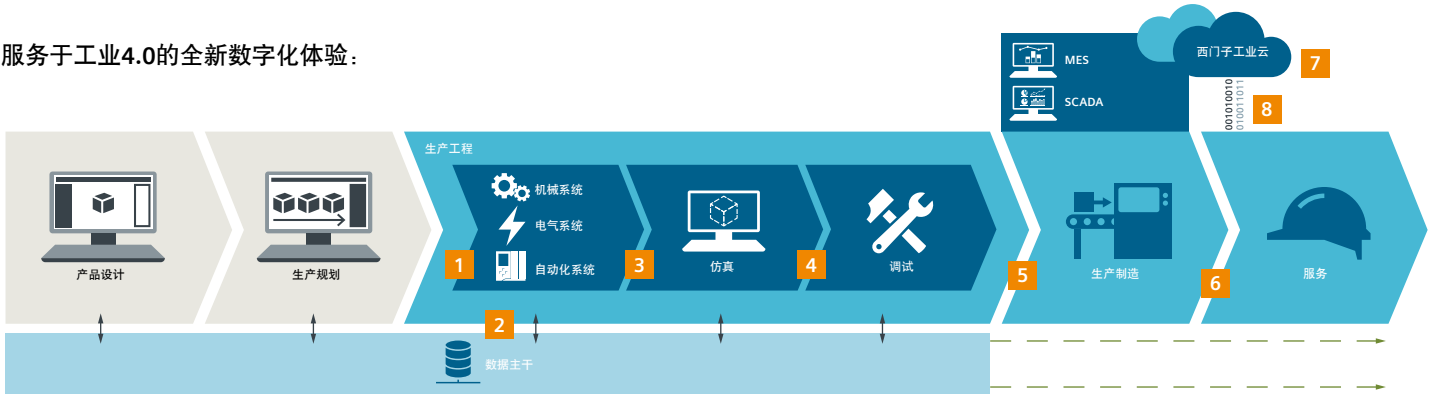 服务于工业4.0的全新数字化体验：
MES
SCADA
西门子工业云
7
001010010
010011011
8
产品设计
生产规划
生产工程
机械系统
电气系统
自动化系统
1
3
仿真
4
调试
5
生产制造
6
服务
2
数据主干